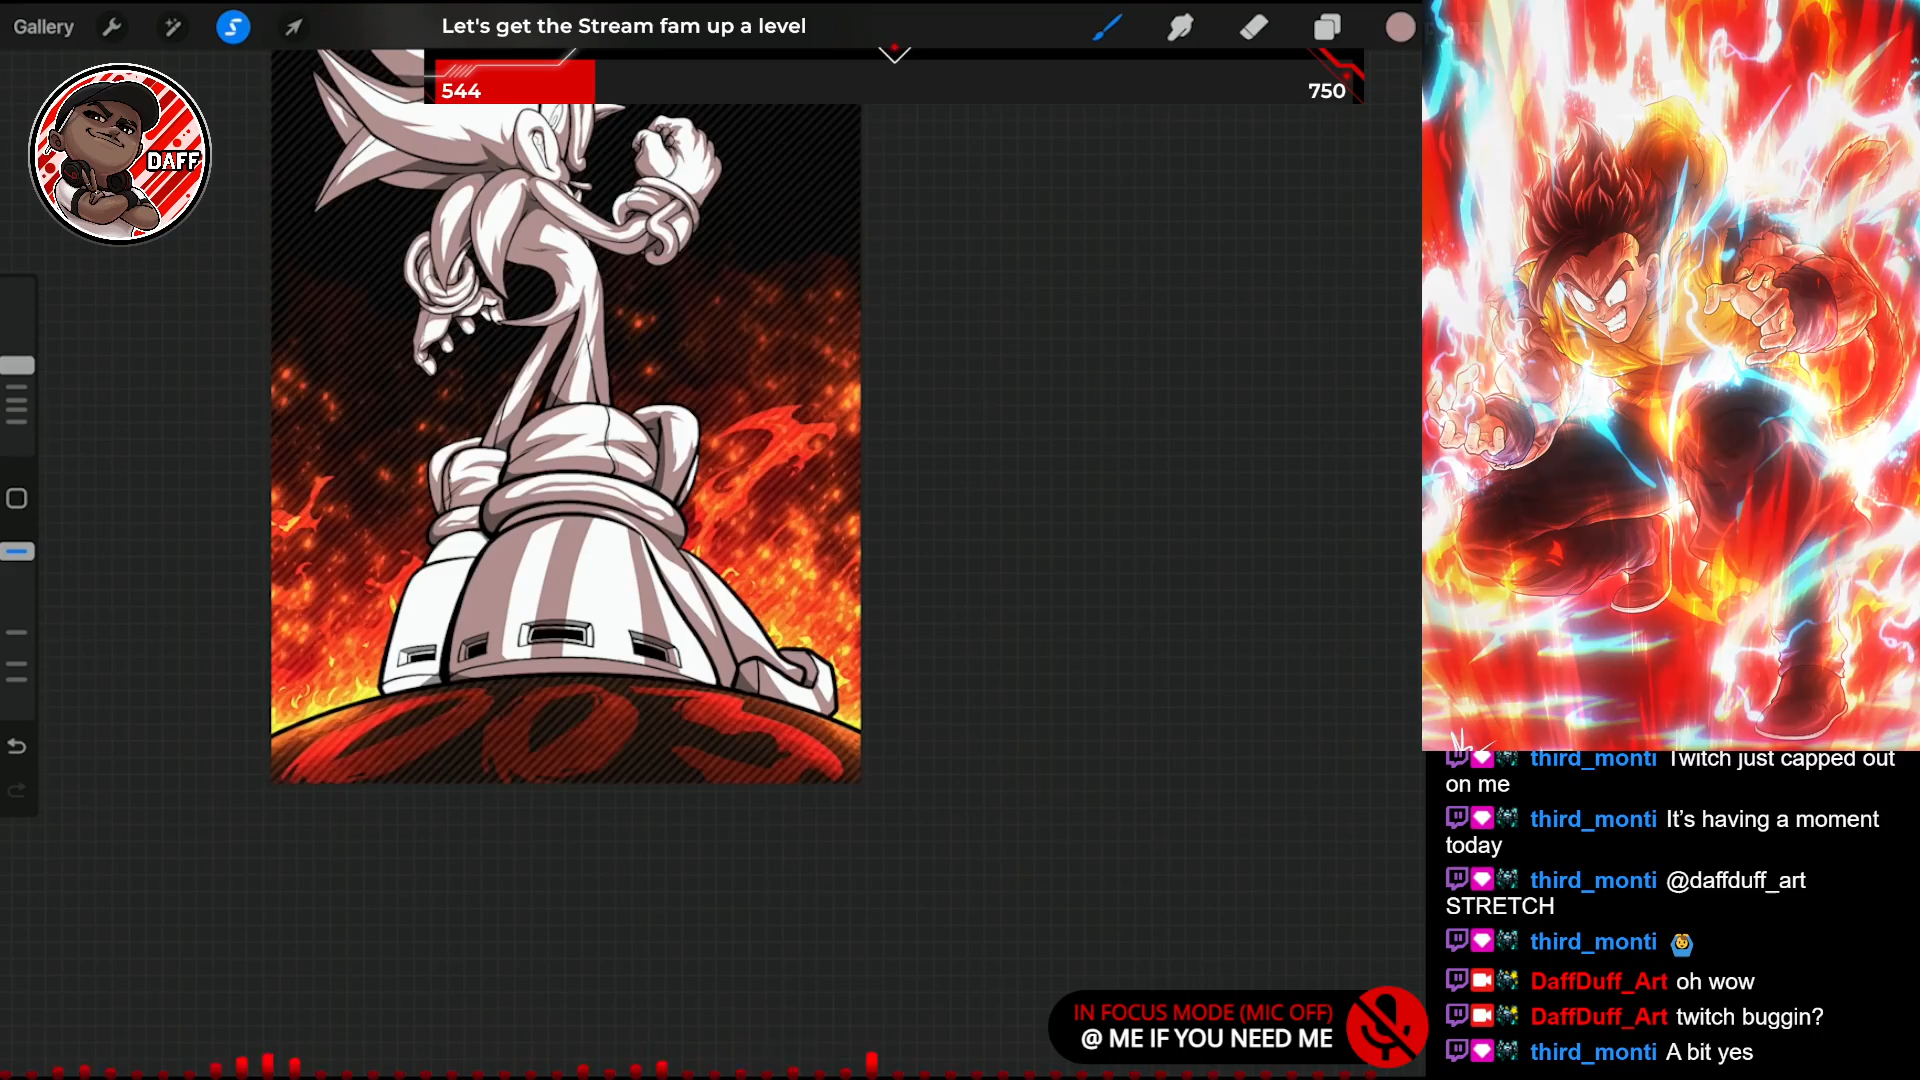 Gallery
Let's get the Stream fam up a level
544
750
DAFF
third_monti Twitch just capped out
on me
third_monti It's having a moment
today
third_monti @daffduff_art
STRETCH
third_monti
DaffDuff_Art oh wow
DaffDuff_Art twitch buggin?
third_monti A bit yes
IN FOCUS MODE (MIC OFF)
@ ME IF YOU NEED ME